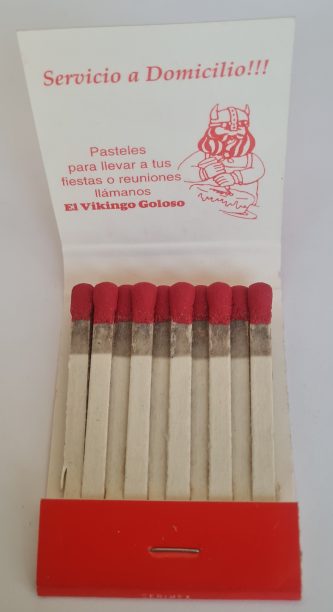 Servicio a Domicilio!!!
Pasteles
para llevar a tus
fiestas o reuniones
llámanos
El Vikingo Goloso